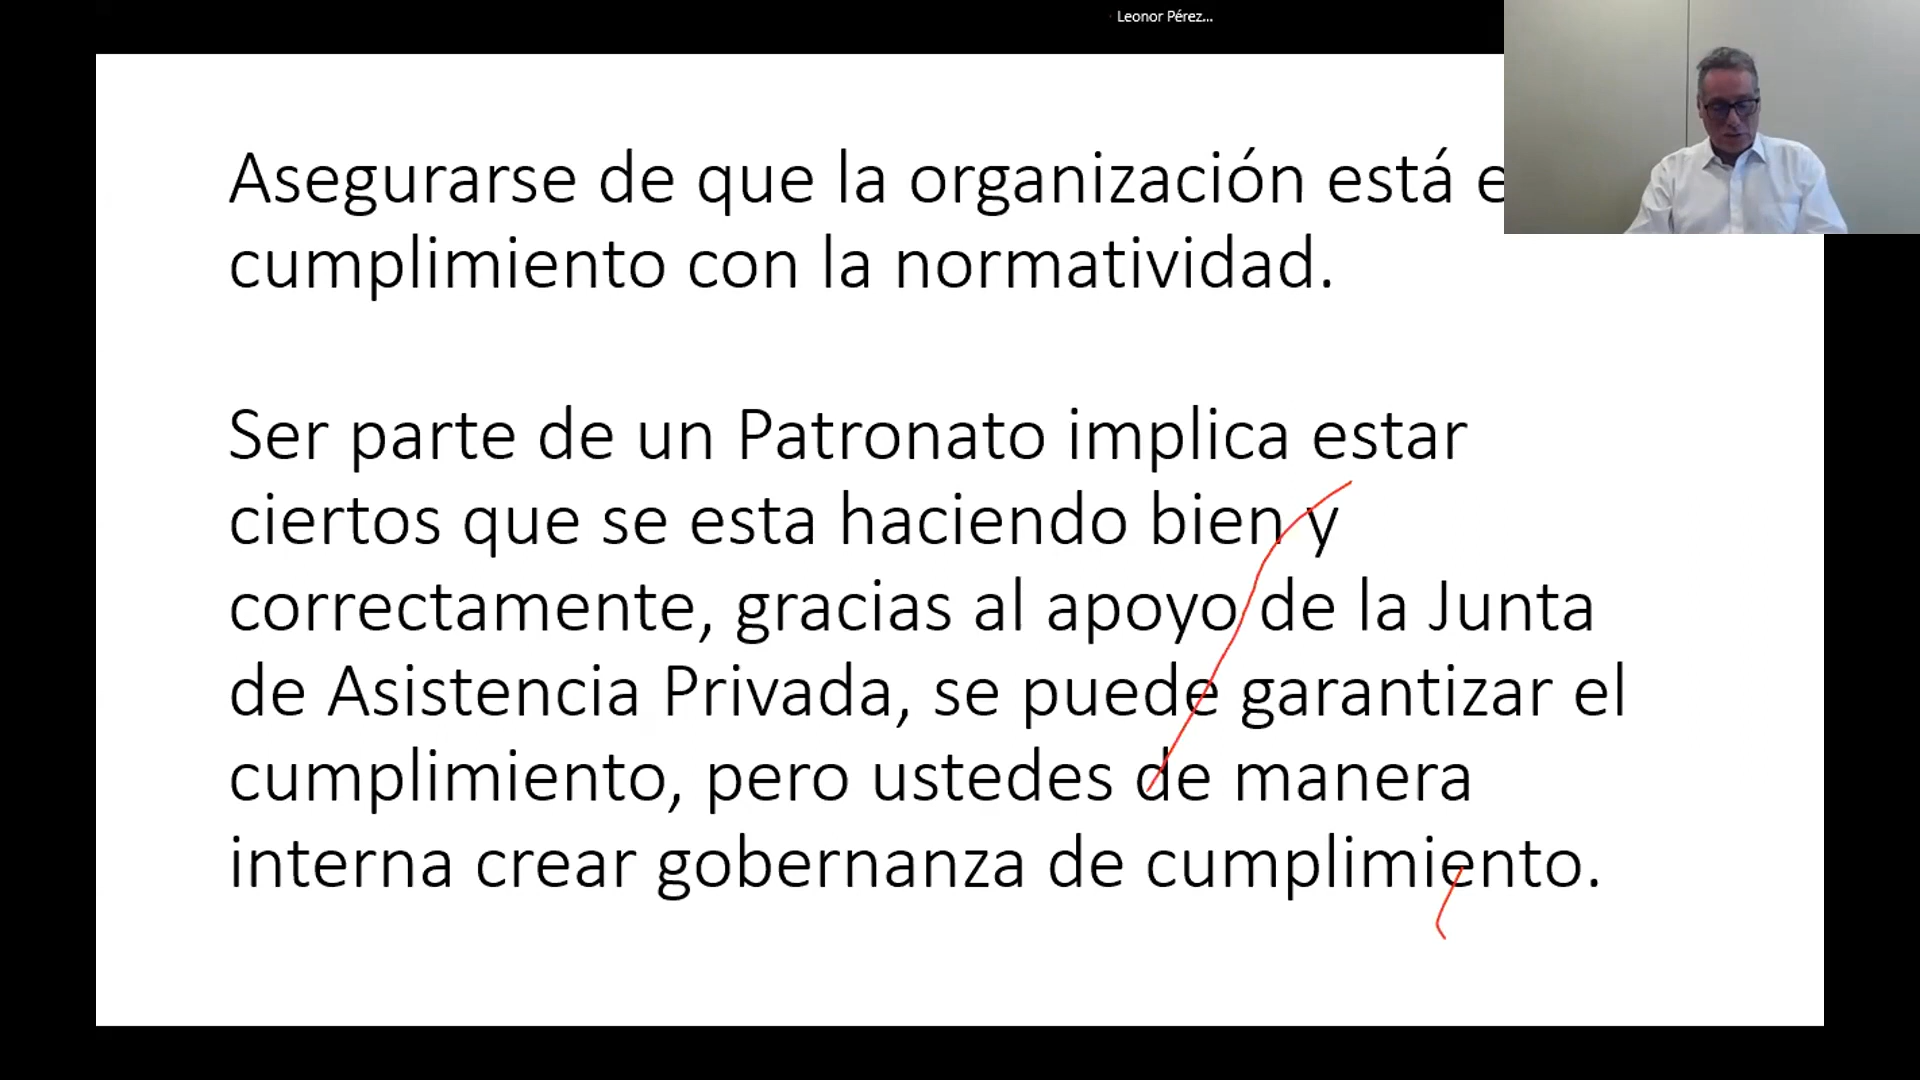 Leonor Pérez...
Asegurarse de que la organización está e
cumplimiento con la normatividad.
Ser parte de un Patronato implica estar
ciertos que se esta haciendo bien y
correctamente, gracias al apoyo de la Junta
de Asistencia Privada, se puede garantizar el
cumplimiento, pero ustedes de manera
interna crear gobernanza de cumplimiento.